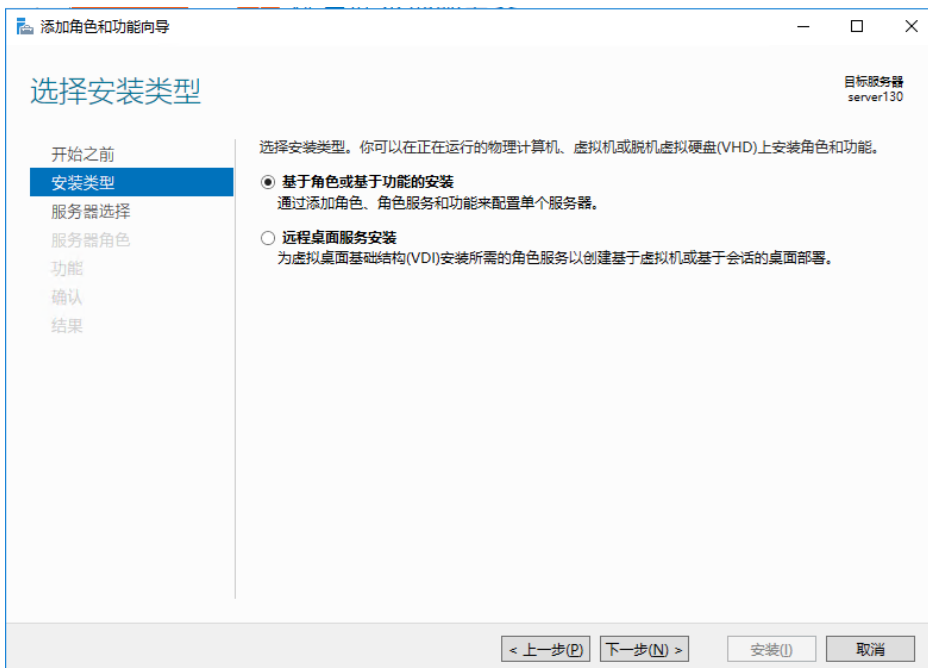 添加角色和功能向导
选择安装类型
目标服务器
server130
开始之前
安装类型
服务器选择
服务器角色
功能
确认
结果
选择安装类型。你可以在正在运行的物理计算机、虚拟机或脱机虚拟硬盘(VHD)上安装角色和功能。
基于角色或基于功能的安装
通过添加角色、角色服务和功能来配置单个服务器。
远程桌面服务安装
为虚拟桌面基础结构(VDI)安装所需的角色服务以创建基于虚拟机或基于会话的桌面部署。
< 上一步(P)
下一步(N) >
安装(I)
取消